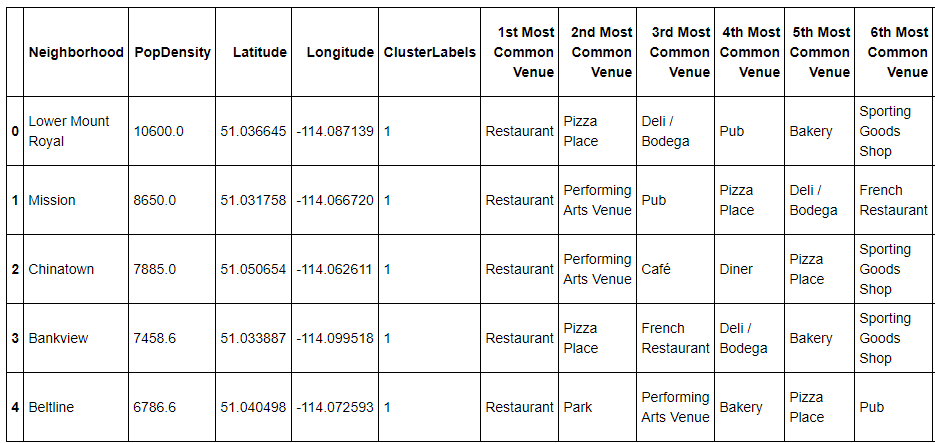 Neighborhood PopDensity Latitude Longitude ClusterLabels 1st Most Common Venue 2nd Most Common Venue 3rd Most Common Venue 4th Most Common Venue 5th Most Common Venue 6th Most Common Venue
0 Lower Mount Royal 10600.0 51.036645 -114.087139 1 Restaurant Pizza Place Deli / Bodega Pub Bakery Sporting Goods Shop
1 Mission 8650.0 51.031758 -114.066720 1 Restaurant Performing Arts Venue Pub Pizza Place Deli / Bodega French Restaurant
2 Chinatown 7885.0 51.050654 -114.062611 1 Restaurant Performing Arts Venue Café Diner Pizza Place Sporting Goods Shop
3 Bankview 7458.6 51.033887 -114.099518 1 Restaurant Pizza Place French Restaurant Deli / Bodega Bakery Sporting Goods Shop
4 Beltline 6786.6 51.040498 -114.072593 1 Restaurant Park Performing Arts Venue Bakery Pizza Place Pub